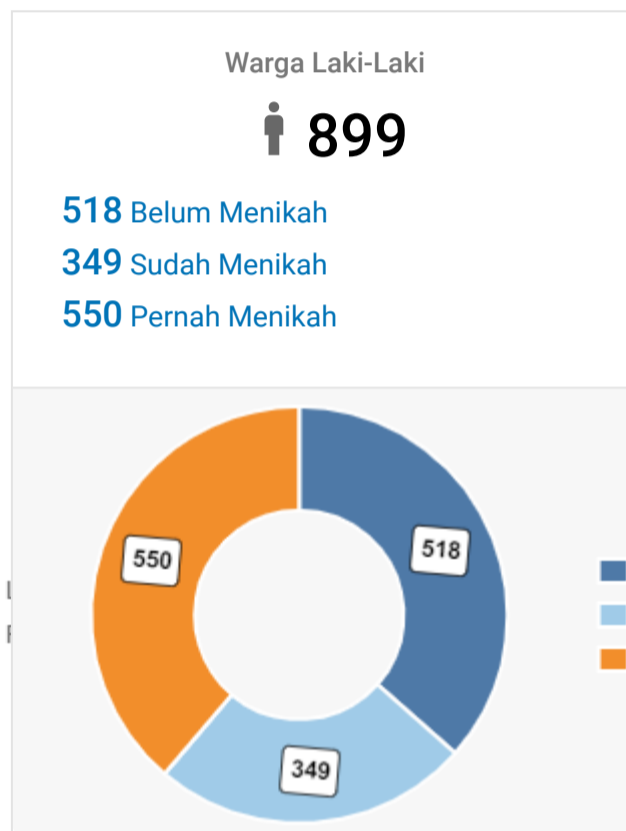 Warga Laki-Laki
899
518 Belum Menikah
349 Sudah Menikah
550 Pernah Menikah
550
518
349